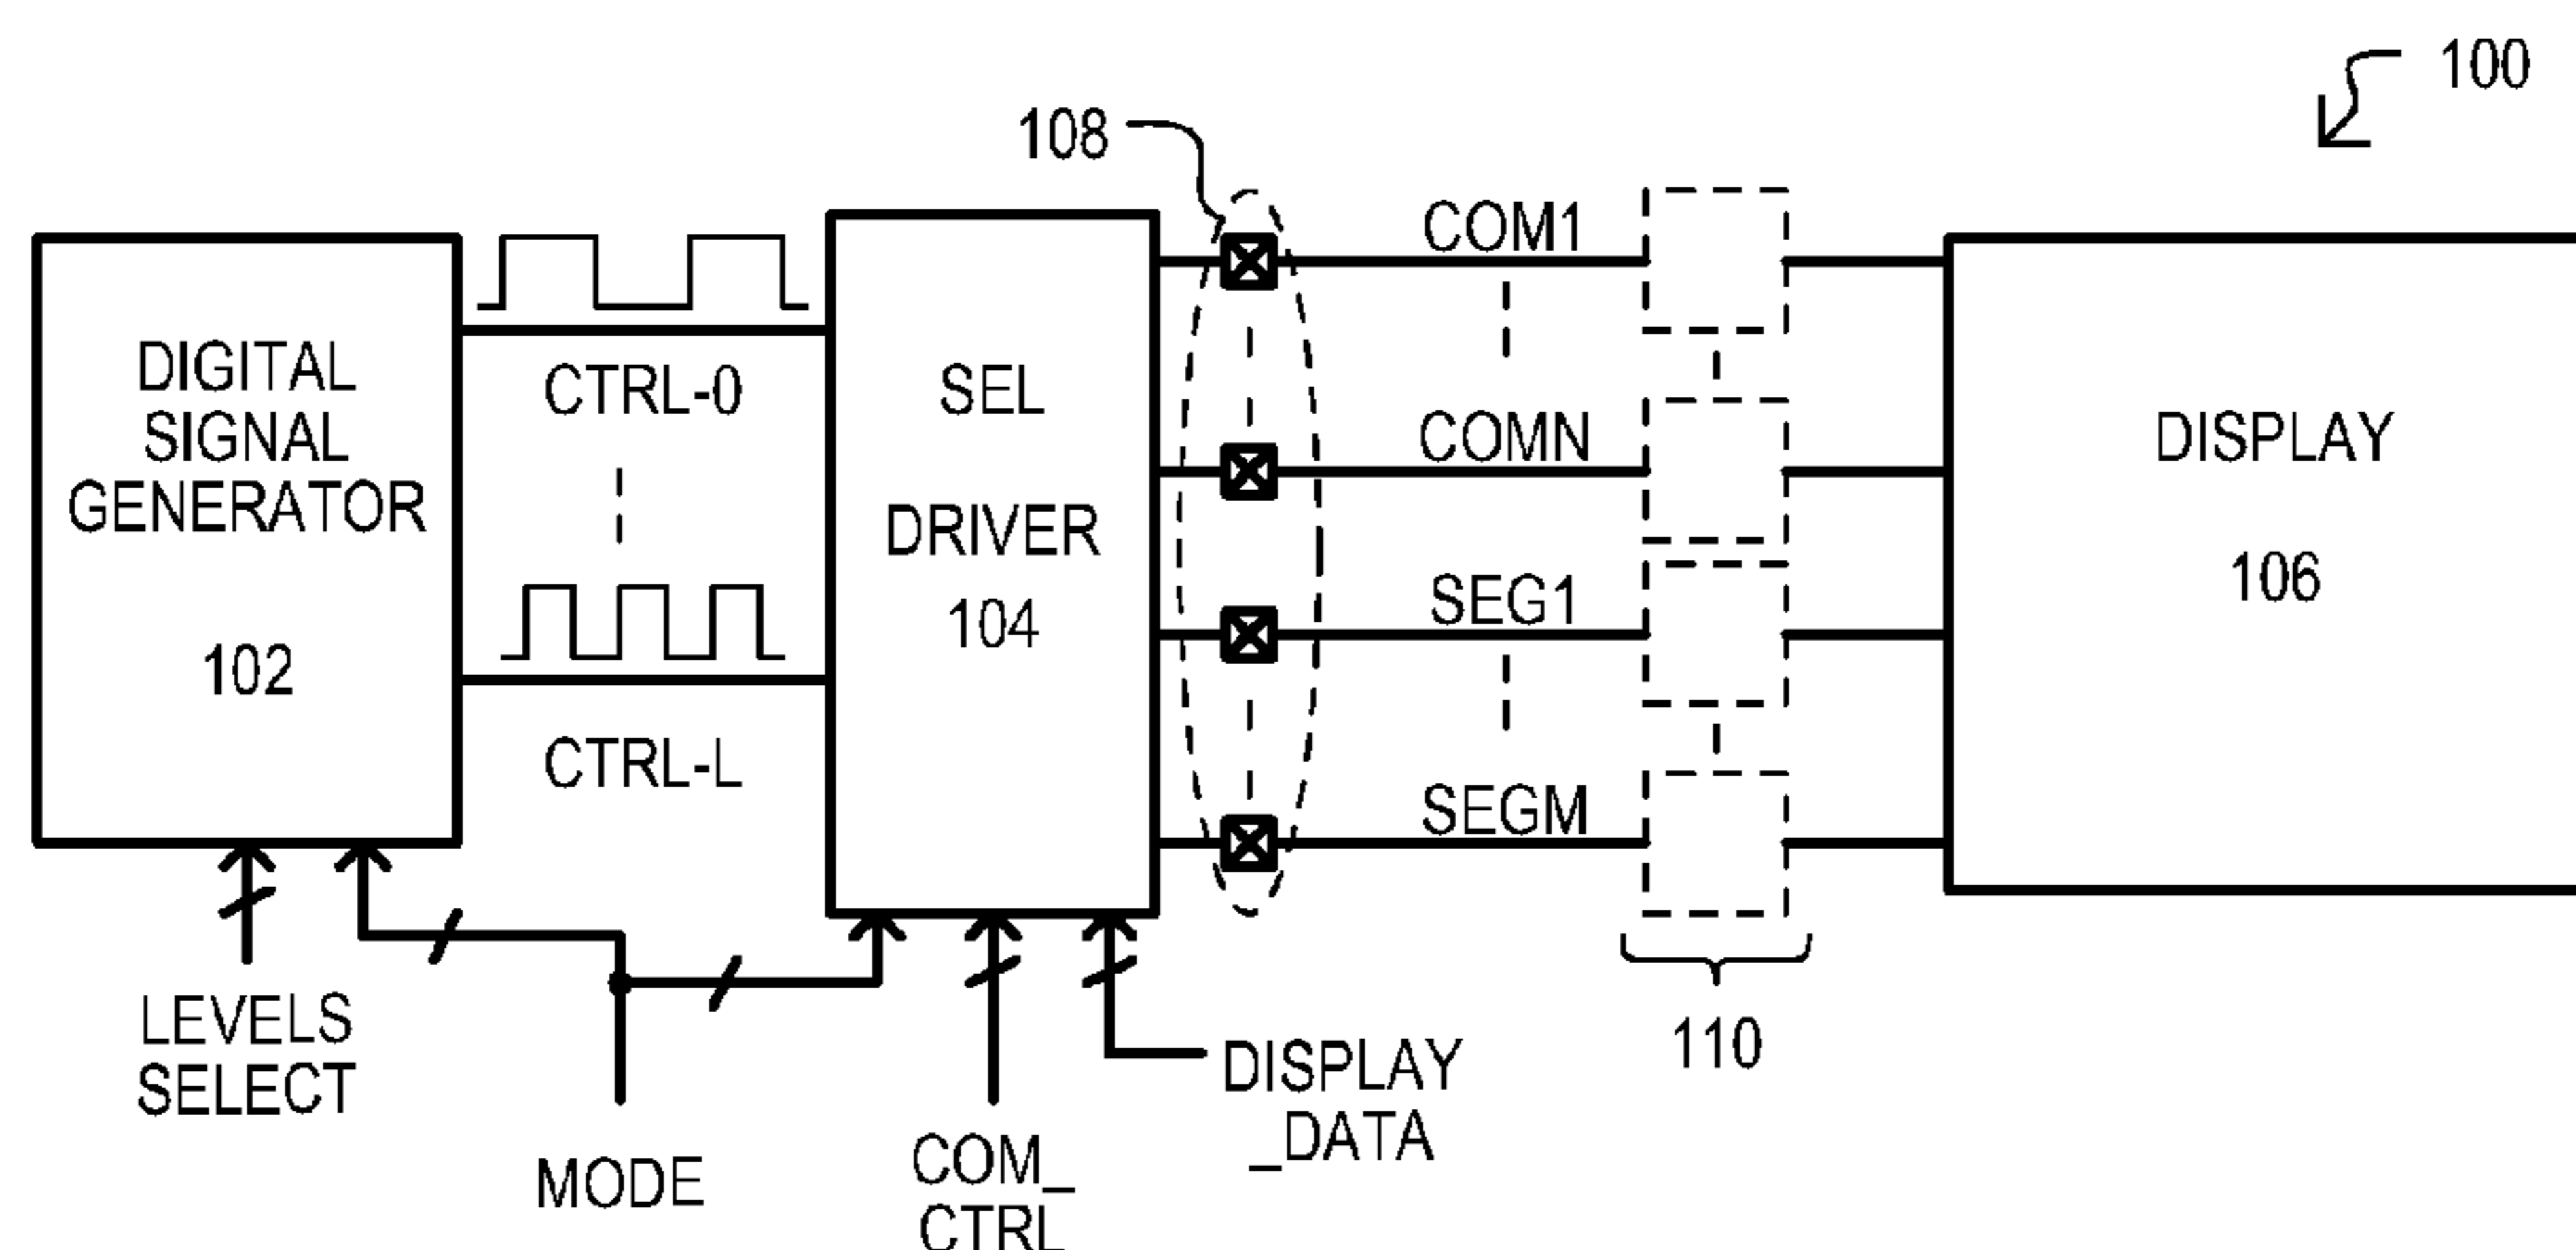 100
108
COM1
DIGITAL
SIGNAL
GENERATOR
102
CTRL-0
CTRL-L
SEL
DRIVER
104
COMN
SEG1
SEGM
DISPLAY
106
110
LEVELS
SELECT
MODE
COM_
CTRL
DISPLAY
_DATA